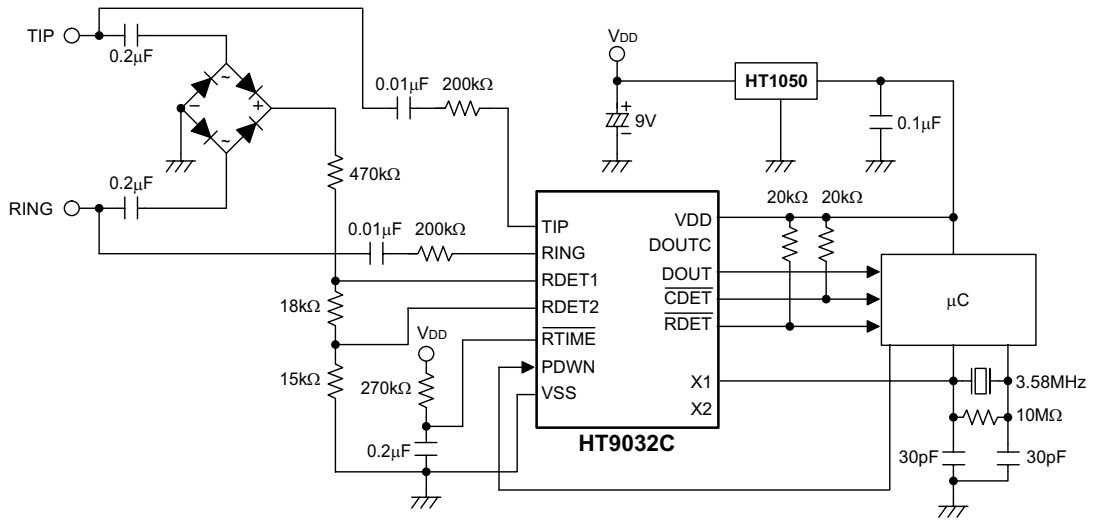 TIP
0.2μF
~
−
+
~
0.2μF
RING
470kΩ
18kΩ
15kΩ
0.01μF 200kΩ
0.01μF 200kΩ
VDD
270kΩ
0.2μF
TIP
RING
RDET1
RDET2
RTIME
PDWN
VSS
VDD
DOUTC
DOUT
CDET
RDET
X1
X2
HT9032C
VDD
+
−
9V
HT1050
0.1μF
20kΩ 20kΩ
μC
3.58MHz
10MΩ
30pF 30pF